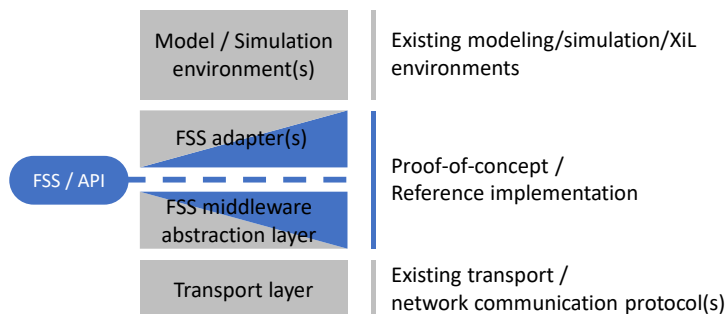 Model / Simulation
environment(s)
Existing modeling/simulation/XiL
environments
FSS adapter(s)
FSS / API
FSS middleware
abstraction layer
Proof-of-concept /
Reference implementation
Transport layer
Existing transport /
network communication protocol(s)